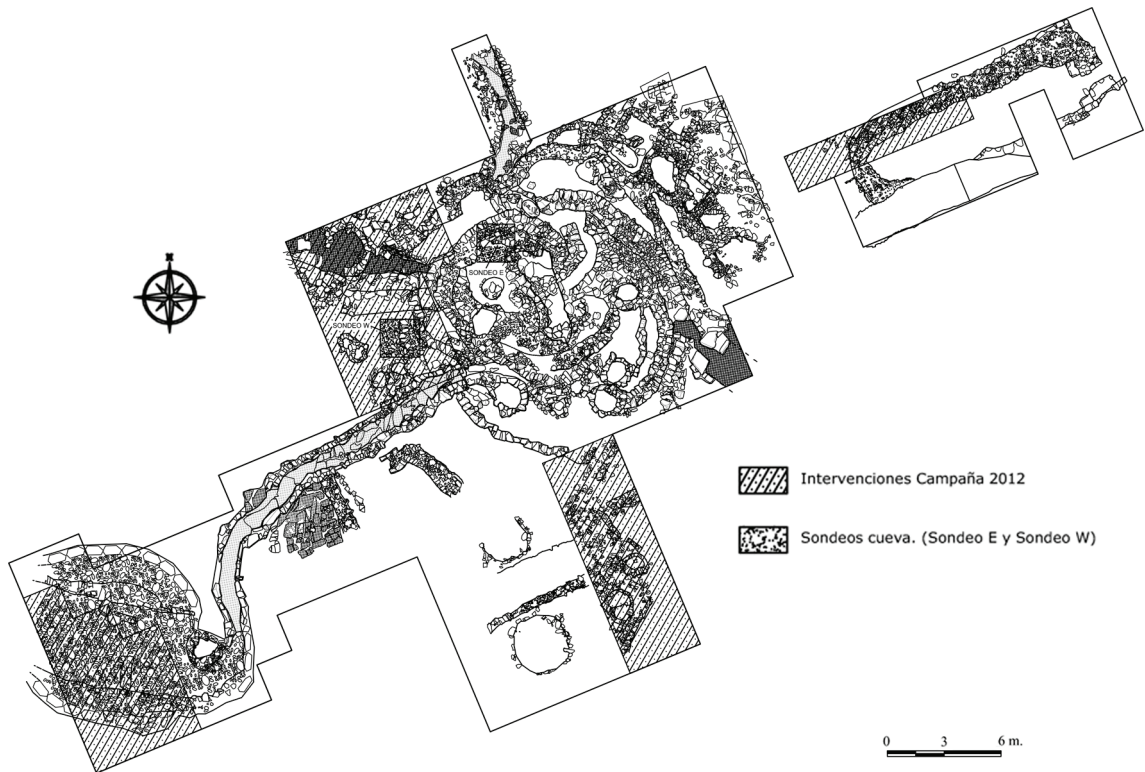 SONDEO E
SONDEO W
Intervenciones Campaña 2012
Sondeos cueva. (Sondeo E y Sondeo W)
0 3 6 m.